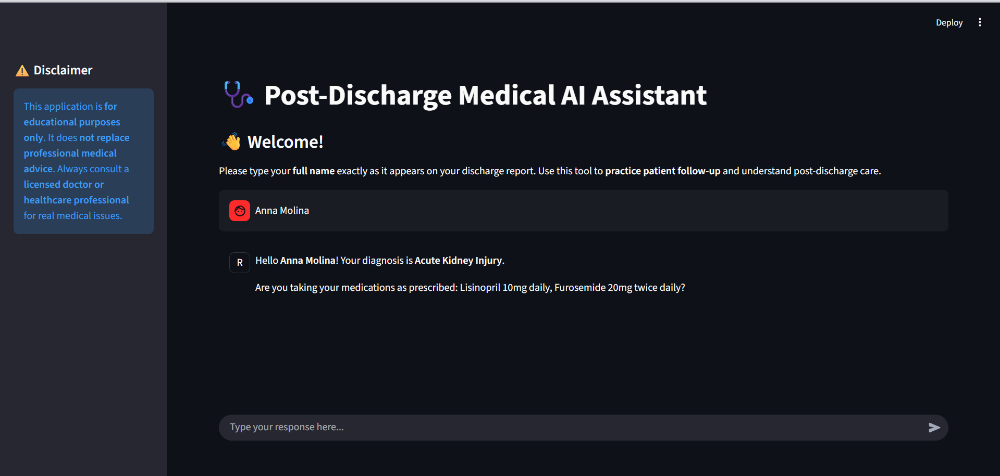 Deploy
Disclaimer
This application is for
educational purposes
only. It does not replace
professional medical
advice. Always consult a
licensed doctor or
healthcare professional
for real medical issues.
Post-Discharge Medical AI Assistant
Welcome!
Please type your full name exactly as it appears on your discharge report. Use this tool to practice patient follow-up and understand post-discharge care.
Anna Molina
R
Hello Anna Molina! Your diagnosis is Acute Kidney Injury.
Are you taking your medications as prescribed: Lisinopril 10mg daily, Furosemide 20mg twice daily?
Type your response here...